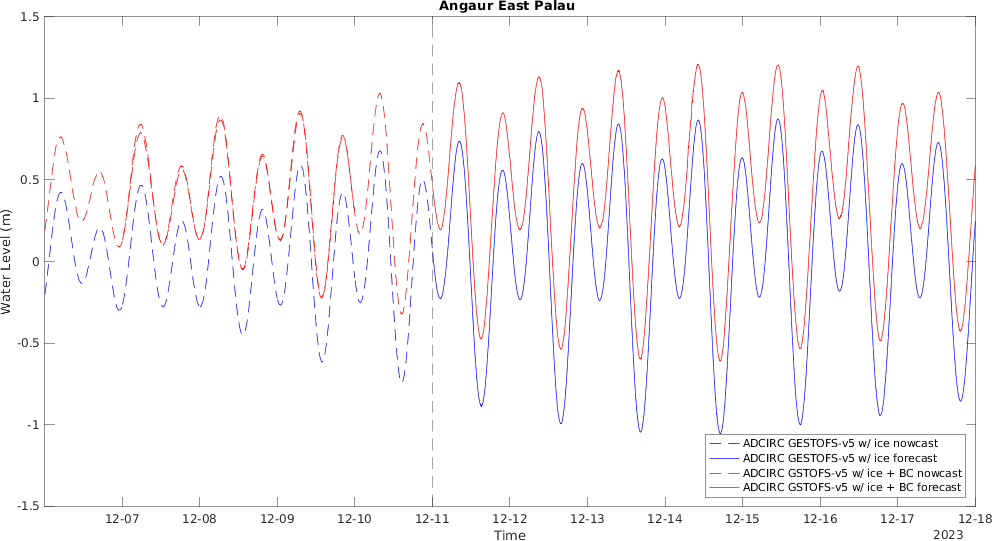 Angaur East Palau
1.5
1
0.5
0
-0.5
-1
-1.5
Water Level (m)
ADCIRC GESTOFS-v5 w/ ice nowcast
ADCIRC GESTOFS-v5 w/ ice forecast
ADCIRC GSTOFS-v5 w/ ice + BC nowcast
ADCIRC GSTOFS-v5 w/ ice + BC forecast
12-07 12-08 12-09 12-10 12-11 12-12 12-13 12-14 12-15 12-16 12-17 12-18
Time
2023